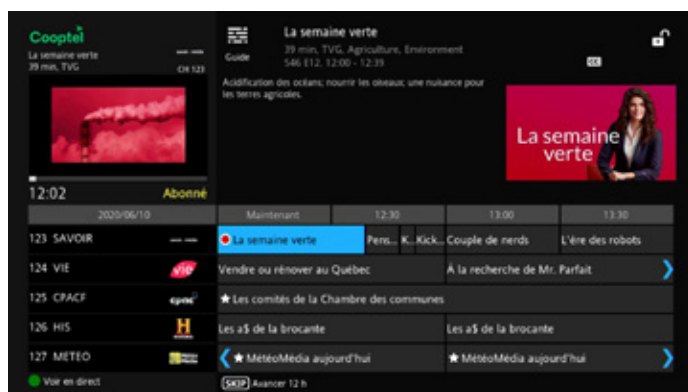 Cooptel
La semaine verte
39 min, TVG
CH 123
12:02
Abonné
Guide
La semaine verte
39 min, TVG, Agriculture, Environment
S46 E12, 12:00 - 12:39
CC
Acidification des océans; nourrir les oiseaux; une nuisance pour
les terres agricoles.
La semaine
verte
2020/06/10 Maintenant 12:30 13:00 13:30
123 SAVOIR La semaine verte Pens... K... Kick... Couple de nerds L'ère des robots
124 VIE vie Vendre ou rénover au Québec À la recherche de Mr. Parfait
125 CPACF cpac Les comités de la Chambre des communes
126 HIS H Les a$ de la brocante Les a$ de la brocante
127 METEO MétéoMédia aujourd'hui MétéoMédia aujourd'hui
Voir en direct SKIP Avancer 12 h